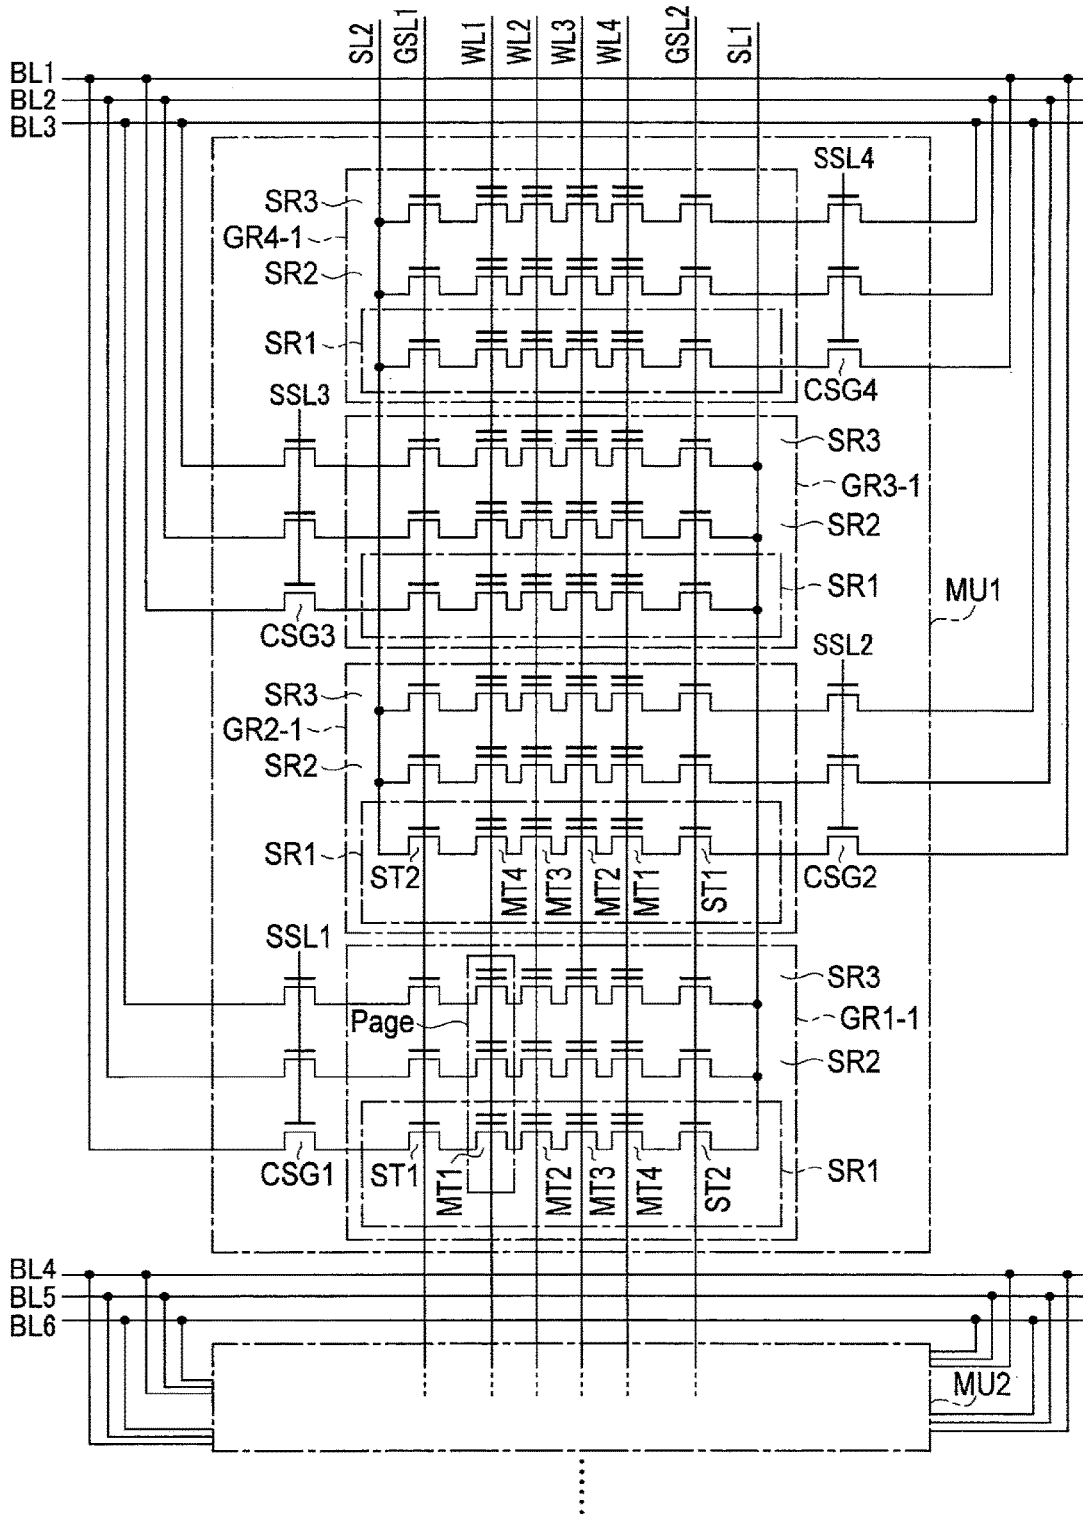 SL2 GSL1 WL1 WL2 WL3 WL4 GSL2 SL1
BL1
BL2
BL3
SSL4
SR3
GR4-1
SR2
SR1
CSG4
SSL3
SR3
GR3-1
SR2
SR1
MU1
CSG3
SSL2
SR3
GR2-1
SR2
SR1
ST2 MT4 MT3 MT2 MT1 ST1 CSG2
SSL1
SR3
Page
GR1-1
SR2
CSG1 ST1 MT1 MT2 MT3 MT4 ST2 SR1
BL4
BL5
BL6
MU2